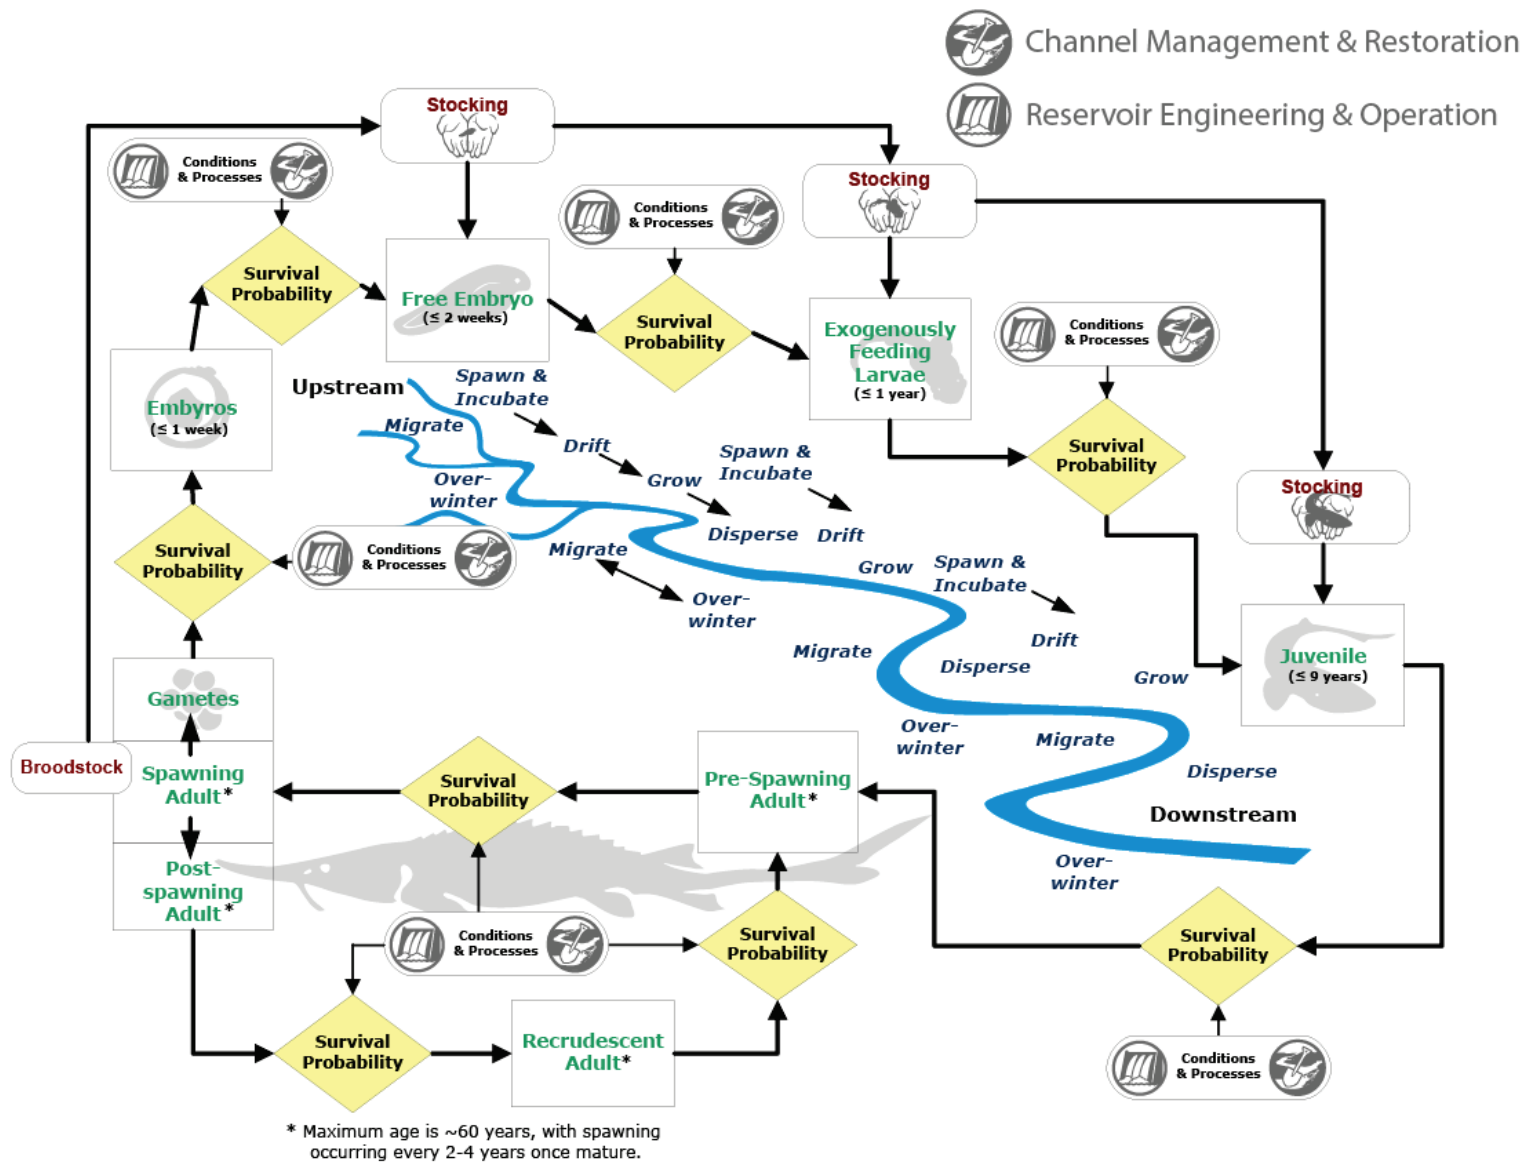 Channel Management & Restoration
Reservoir Engineering & Operation
Stocking
Conditions
& Processes
Stocking
Conditions
& Processes
Survival
Probability
Free Embryo
(≤ 2 weeks)
Survival
Probability
Exogenously
Feeding
Larvae
(≤ 1 year)
Conditions
& Processes
Embyros
(≤ 1 week)
Upstream
Spawn &
Incubate
Migrate
Drift
Over-
winter
Grow
Spawn &
Incubate
Survival
Probability
Stocking
Disperse
Drift
Survival
Probability
Conditions
& Processes
Migrate
Grow
Spawn &
Incubate
Over-
winter
Drift
Migrate
Disperse
Grow
Juvenile
(≤ 9 years)
Gametes
Over-
winter
Migrate
Disperse
Broodstock
Spawning
Adult*
Survival
Probability
Pre-Spawning
Adult*
Downstream
Over-
winter
Post-
spawning
Adult*
Conditions
& Processes
Survival
Probability
Survival
Probability
Survival
Probability
Recrudescent
Adult*
Conditions
& Processes
* Maximum age is ~60 years, with spawning
occurring every 2-4 years once mature.